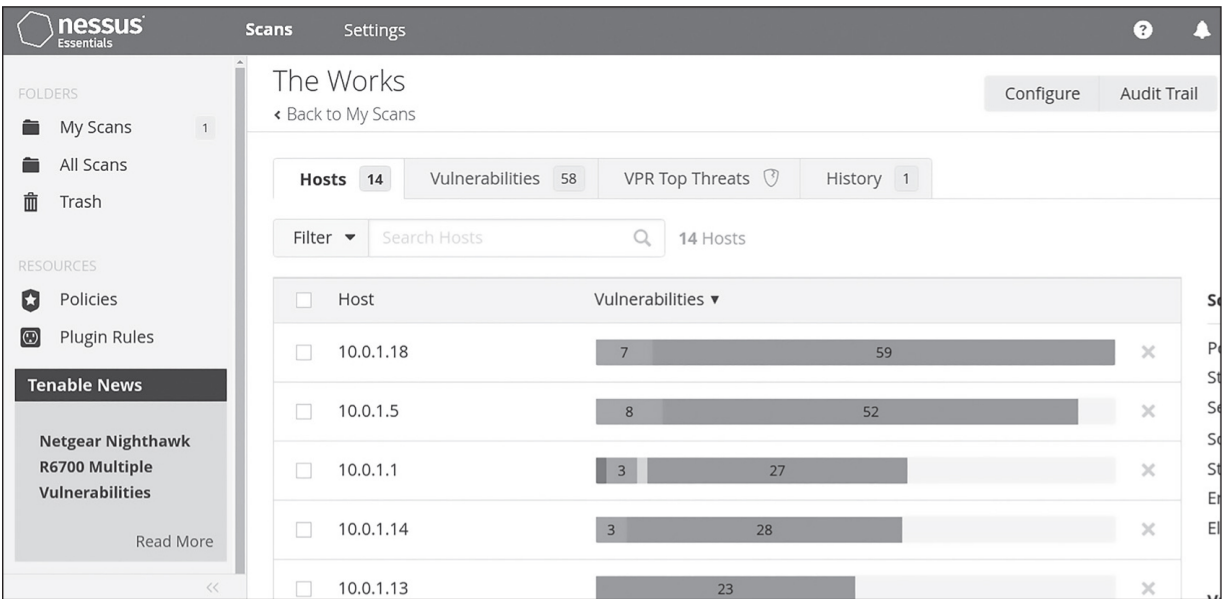 nessus
Essentials
Scans
Settings
?
FOLDERS
My Scans 1
All Scans
Trash
RESOURCES
Policies
Plugin Rules
Tenable News
Netgear Nighthawk
R6700 Multiple
Vulnerabilities
Read More
The Works
Back to My Scans
Configure
Audit Trail
Hosts 14
Vulnerabilities 58
VPR Top Threats
History 1
Filter
Search Hosts
14 Hosts
Host
Vulnerabilities
10.0.1.18 7 59
10.0.1.5 8 52
10.0.1.1 3 27
10.0.1.14 3 28
10.0.1.13 23